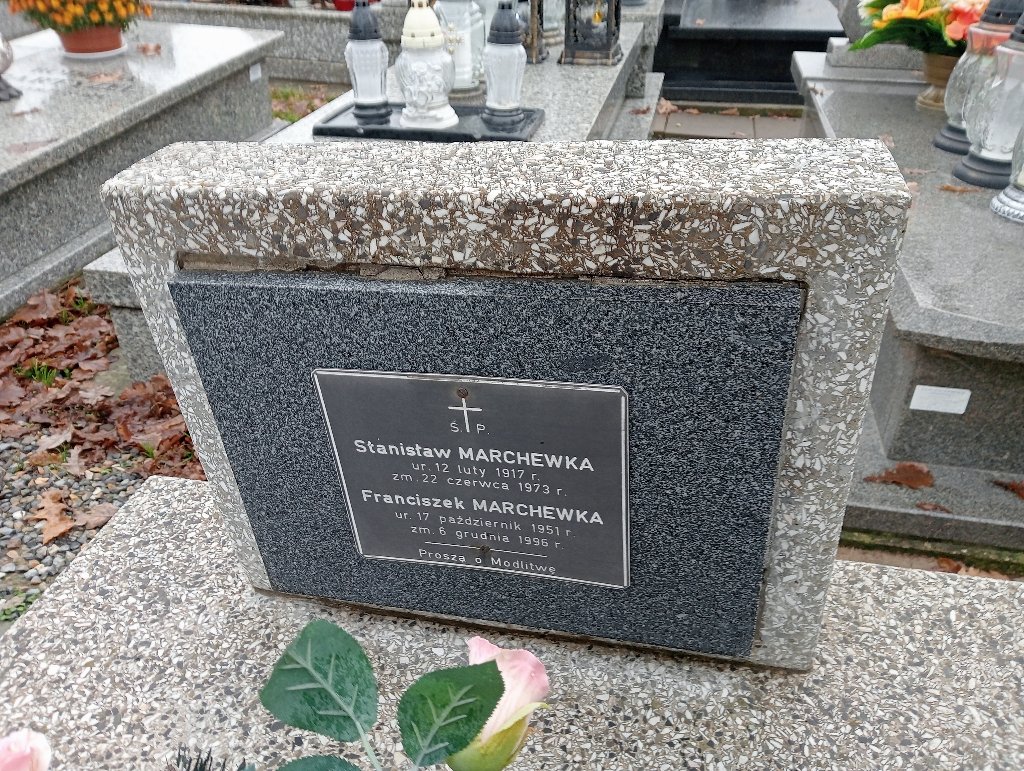 Ś. P.
Stanisław MARCHEWKA
ur. 12 luty 1917 r.
zm. 22 czerwca 1973 r.
Franciszek MARCHEWKA
ur. 17 październik 1951 r.
zm. 6 grudnia 1996 r.
Proszą o Modlitwę